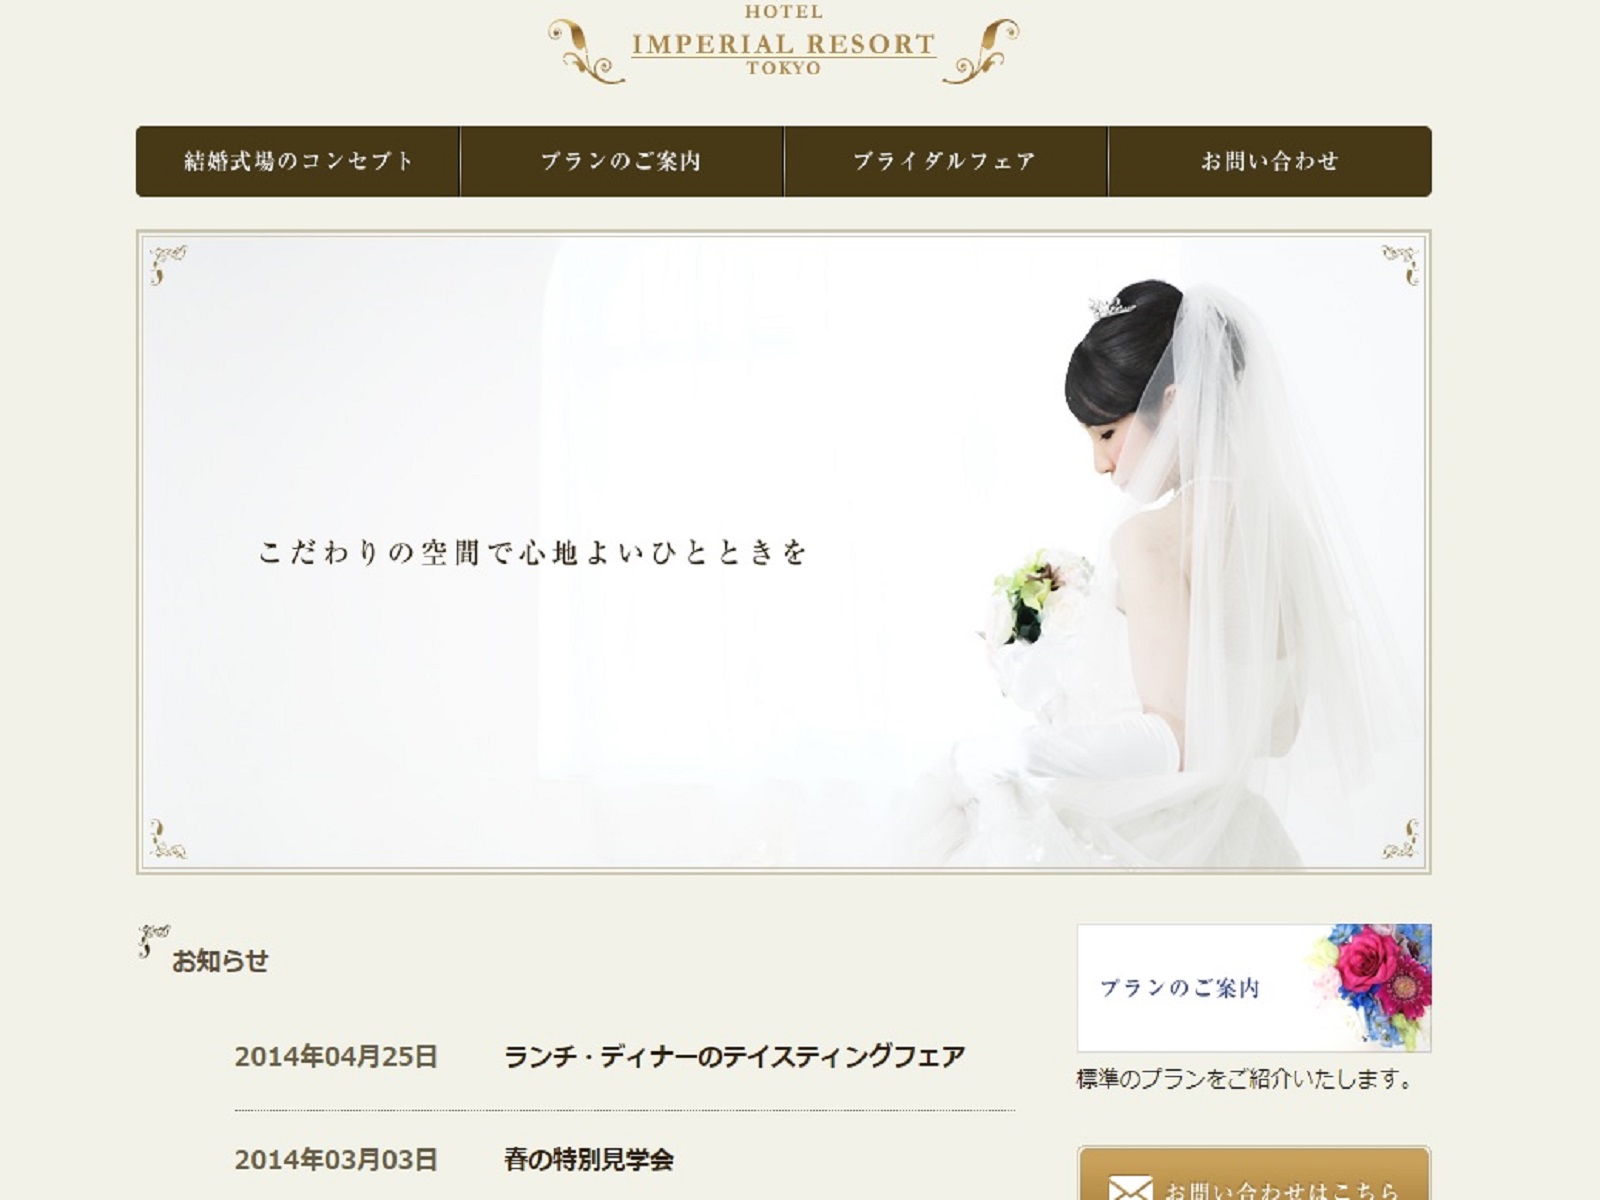 HOTEL
IMPERIAL RESORT
TOKYO
結婚式場のコンセプト
プランのご案内
ブライダルフェア
お問い合わせ
こだわりの空間で心地よいひとときを
お知らせ
2014年04月25日 ランチ・ディナーのテイスティングフェア
2014年03月03日 春の特別見学会
プランのご案内
標準のプランをご紹介いたします。
お問い合わせはこちら